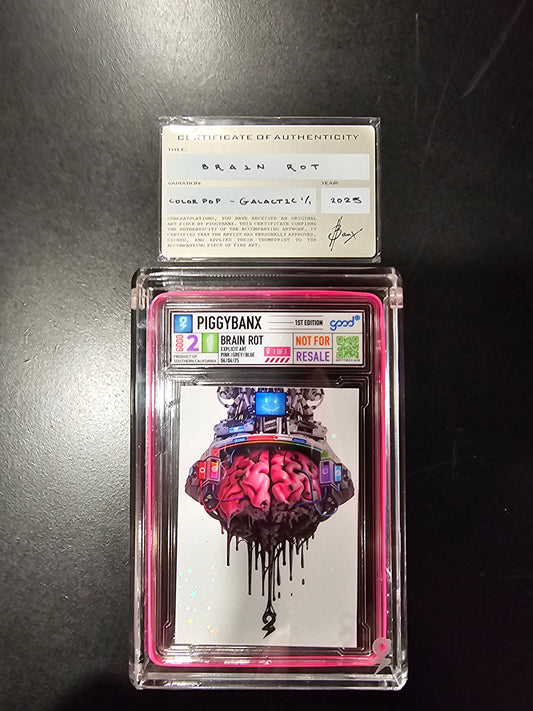 CERTIFICATE OF AUTHENTICITY
TITLE:
BRAIN ROT
VARIATION:
YEAR:
COLOR POP - GALACTIC 1/1
2025
CONGRATULATIONS, YOU HAVE RECEIVED AN ORIGINAL
ART PIECE BY PIGGYBANX. THIS CERTIFICATE CONFIRMS
THE AUTHENTICITY OF THE ACCOMPANYING ARTWORK. IT
CERTIFIES THAT THE ARTIST HAS PERSONALLY APPROVED,
SIGNED, AND APPLIED THEIR THUMBPRINT TO THE
ACCOMPANYING PIECE OF FINE ART.
PIGGYBANX
1ST EDITION
good
GOOD
2
BRAIN ROT
EXPLICIT ART
PINK/GREY/BLUE
06/04/25
1 OF 1
NOT FOR
RESALE
PRODUCT OF
SOUTHERN CALIFORNIA